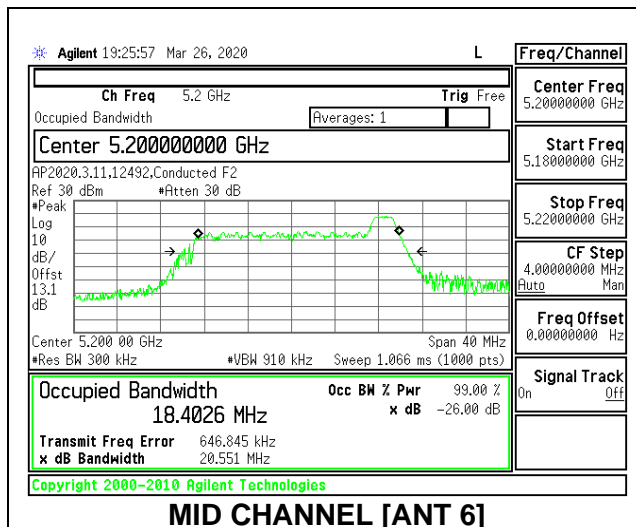 Agilent 19:25:57 Mar 26, 2020 L
Freq/Channel
Ch Freq 5.2 GHz Trig Free
Occupied Bandwidth Averages: 1
Center 5.200000000 GHz
AP2020.3.11,12492,Conducted F2
Ref 30 dBm #Atten 30 dB
#Peak
Log
10
dB/
Offst
13.1
dB
Center 5.200 00 GHz Span 40 MHz
#Res BW 300 kHz #VBW 910 kHz Sweep 1.066 ms (1000 pts)
Occupied Bandwidth
18.4026 MHz
Occ BW % Pwr 99.00 %
x dB -26.00 dB
Transmit Freq Error 646.845 kHz
x dB Bandwidth 20.551 MHz
Copyright 2000-2010 Agilent Technologies
Center Freq
5.20000000 GHz
Start Freq
5.18000000 GHz
Stop Freq
5.22000000 GHz
CF Step
4.00000000 MHz
Auto Man
Freq Offset
0.00000000 Hz
Signal Track
On Off
MID CHANNEL [ANT 6]